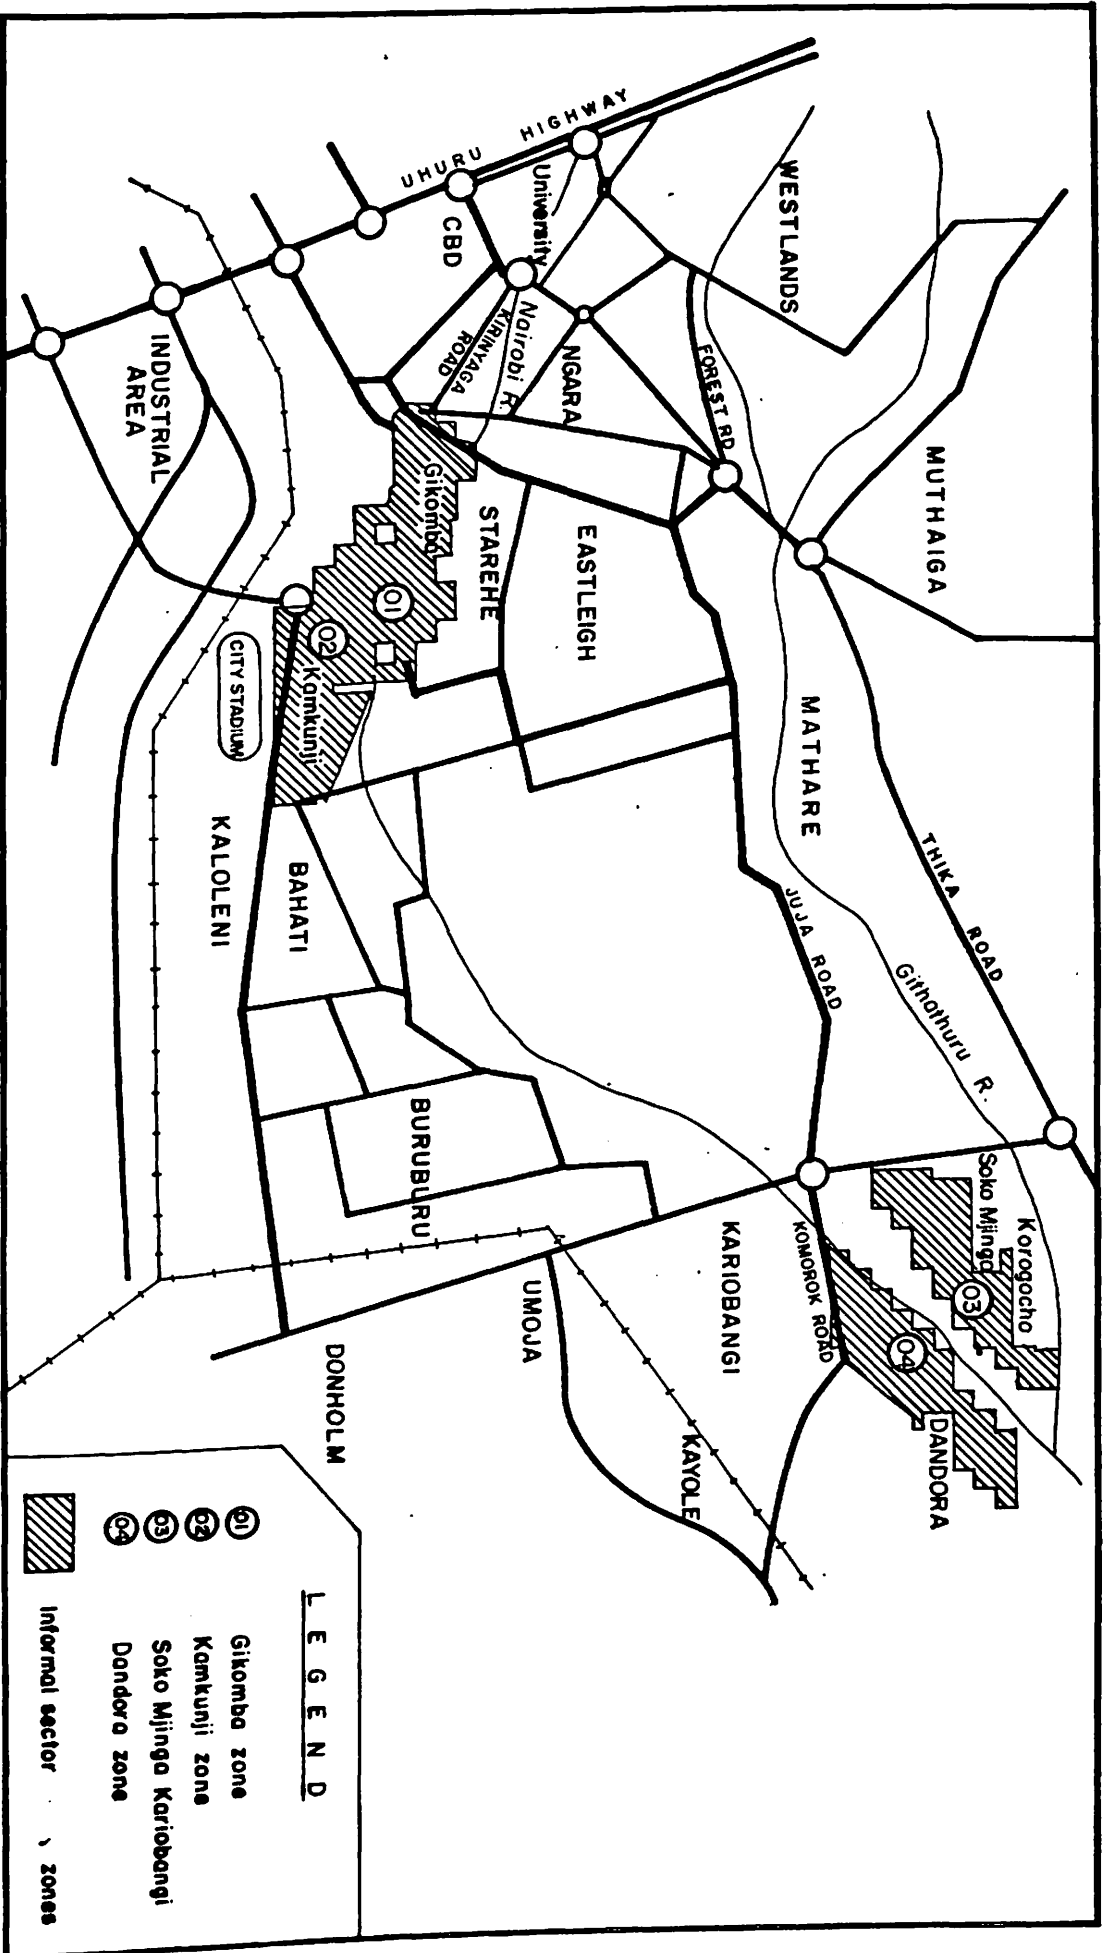 WESTLANDS
MUTHAIGA
UHURU HIGHWAY
University
CBD
Nairobi R.
KIRINYAGA
ROAD
NGARA
FOREST RD
INDUSTRIAL
AREA
Gikomba
01
STAREHE
EASTLEIGH
02
Kamkunji
CITY STADIUM
MATHARE
THIKA ROAD
JUJA ROAD
Githathuru R.
KALOLENI
BAHATI
BURUBURU
Soko Mjinga
Korogocha
03
04
KOMOROK ROAD
DANDORA
KARIOBANGI
UMOJA
KAYOLE
DONHOLM
LEGEND
01 Gikomba zone
02 Kamkunji zone
03 Soko Mjinga Kariobangi
04 Dandora zone
Informal sector zones